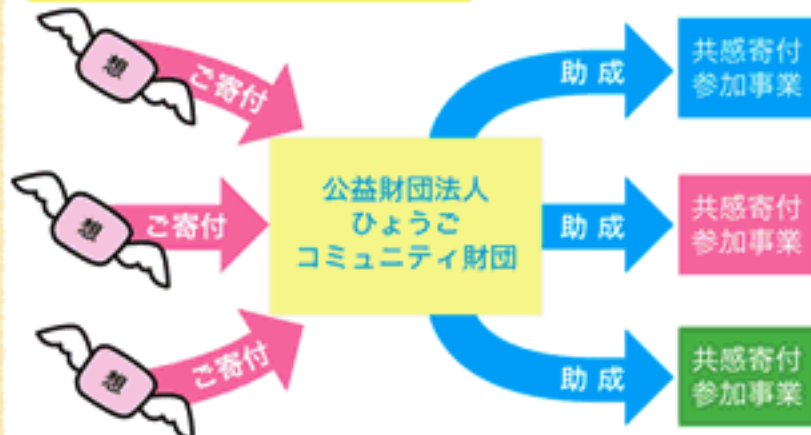 想
ご寄付
想
ご寄付
想
ご寄付
公益財団法人
ひょうご
コミュニティ財団
助成
共感寄付
参加事業
助成
共感寄付
参加事業
助成
共感寄付
参加事業